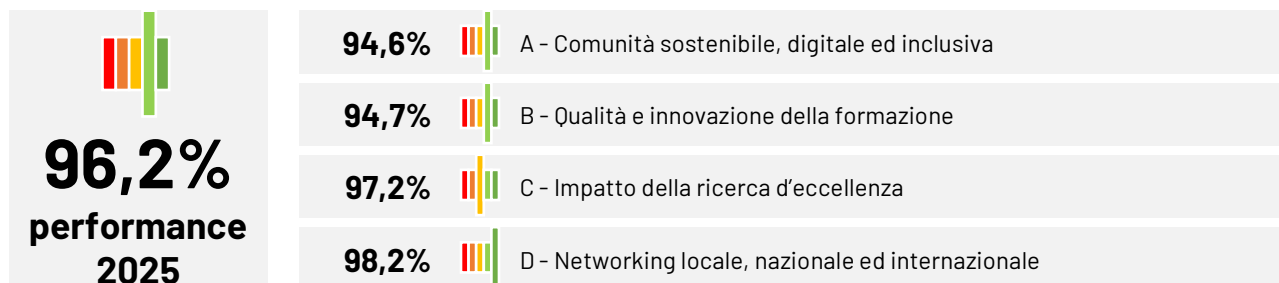 96,2%
performance
2025
94,6% A - Comunità sostenibile, digitale ed inclusiva
94,7% B - Qualità e innovazione della formazione
97,2% C - Impatto della ricerca d’eccellenza
98,2% D - Networking locale, nazionale ed internazionale